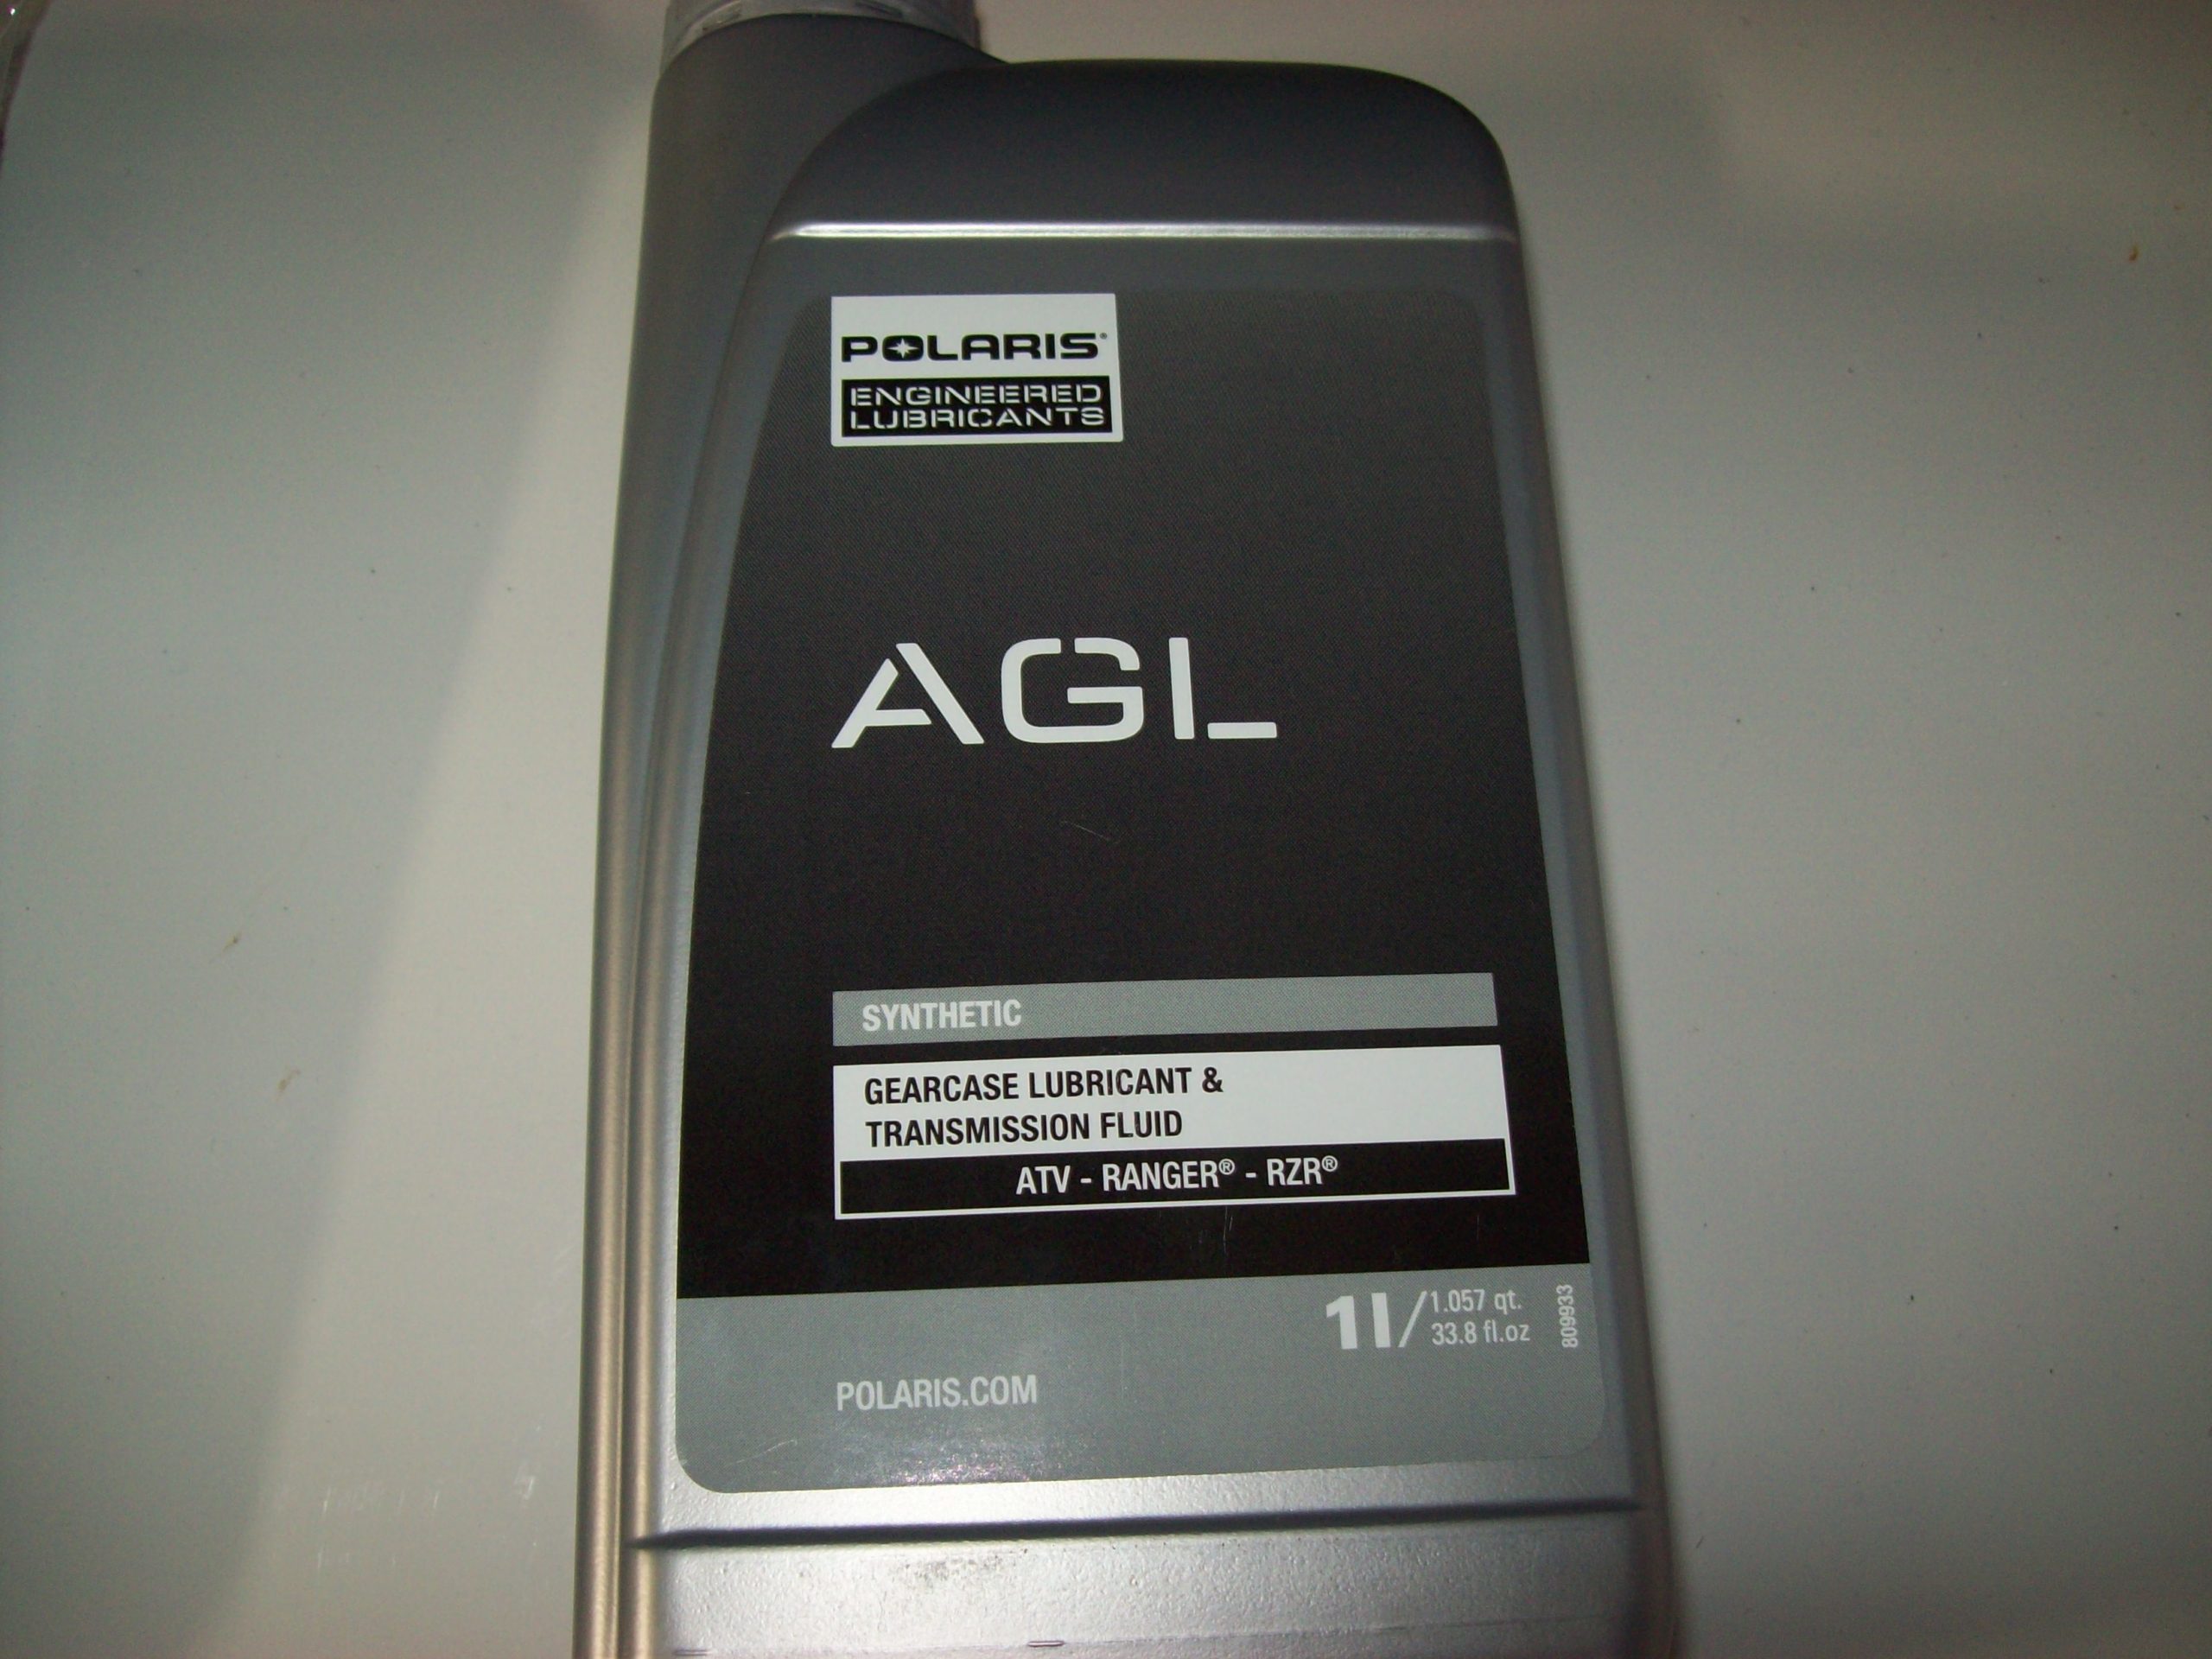 POLARIS®
ENGINEERED
LUBRICANTS
AGL
SYNTHETIC
GEARCASE LUBRICANT &
TRANSMISSION FLUID
ATV - RANGER® - RZR®
1l/ 1.057 qt.
33.8 fl.oz
809933
POLARIS.COM